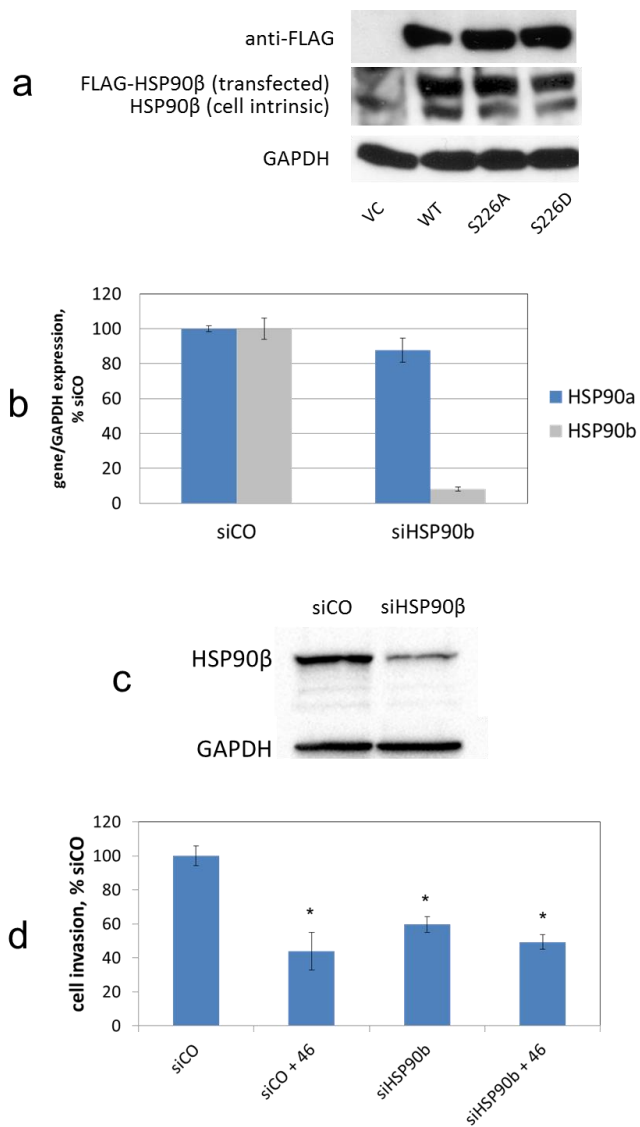 a
anti-FLAG
FLAG-HSP90β (transfected)
HSP90β (cell intrinsic)
GAPDH
VC
WT
S226A
S226D
b
gene/GAPDH expression,
% siCO
120
100
80
60
40
20
0
siCO
siHSP90b
HSP90a
HSP90b
c
siCO
siHSP90β
HSP90β
GAPDH
d
cell invasion, % siCO
120
100
80
60
40
20
0
*
*
*
siCO
siCO + 46
siHSP90b
siHSP90b + 46